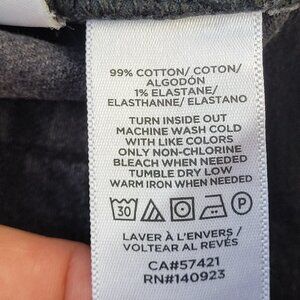 99% COTTON/ COTON/
ALGODÓN
1% ELASTANE/
ELASTHANNE/ ELASTANO
TURN INSIDE OUT
MACHINE WASH COLD
WITH LIKE COLORS
ONLY NON-CHLORINE
BLEACH WHEN NEEDED
TUMBLE DRY LOW
WARM IRON WHEN NEEDED
30 P
LAVER À L'ENVERS /
VOLTEAR AL REVÉS
CA#57421
RN#140923